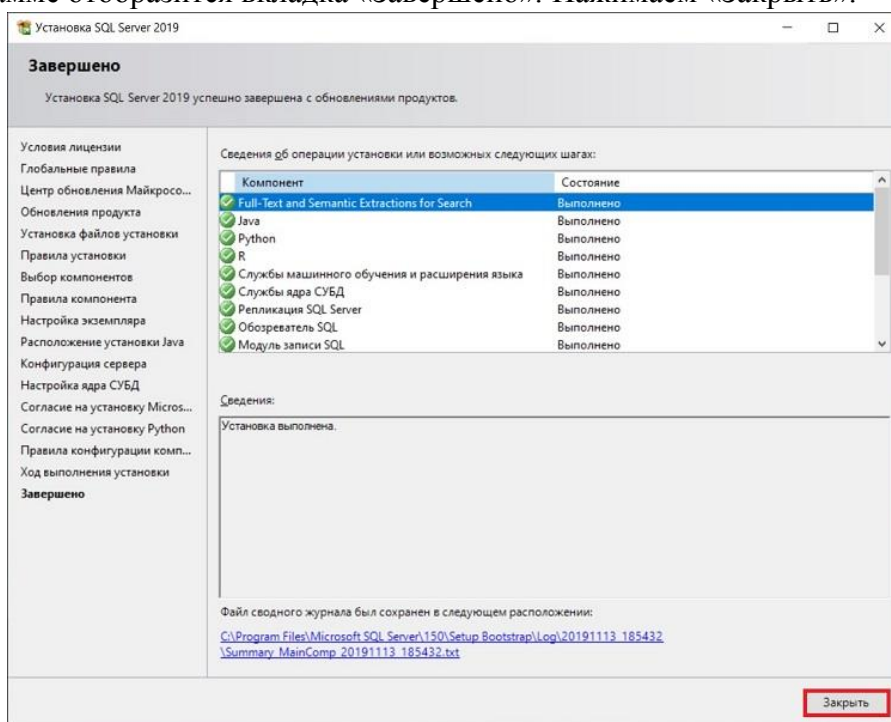 отобразится вкладка «Завершено». Нажимаем «Закрыть».
Установка SQL Server 2019
Завершено
Установка SQL Server 2019 успешно завершена с обновлениями продуктов.
Условия лицензии
Глобальные правила
Центр обновления Майкросо...
Обновления продукта
Установка файлов установки
Правила установки
Выбор компонентов
Правила компонента
Настройка экземпляра
Расположение установки Java
Конфигурация сервера
Настройка ядра СУБД
Согласие на установку Micros...
Согласие на установку Python
Правила конфигурации комп...
Ход выполнения установки
Завершено
Сведения об операции установки или возможных следующих шагах:
Компонент Состояние
Full-Text and Semantic Extractions for Search Выполнено
Java Выполнено
Python Выполнено
R Выполнено
Службы машинного обучения и расширения языка Выполнено
Службы ядра СУБД Выполнено
Репликация SQL Server Выполнено
Обозреватель SQL Выполнено
Модуль записи SQL Выполнено
Сведения:
Установка выполнена.
Файл сводного журнала был сохранен в следующем расположении:
C:\Program Files\Microsoft SQL Server\150\Setup Bootstrap\Log\20191113_185432
\Summary_MainComp_20191113_185432.txt
Закрыть